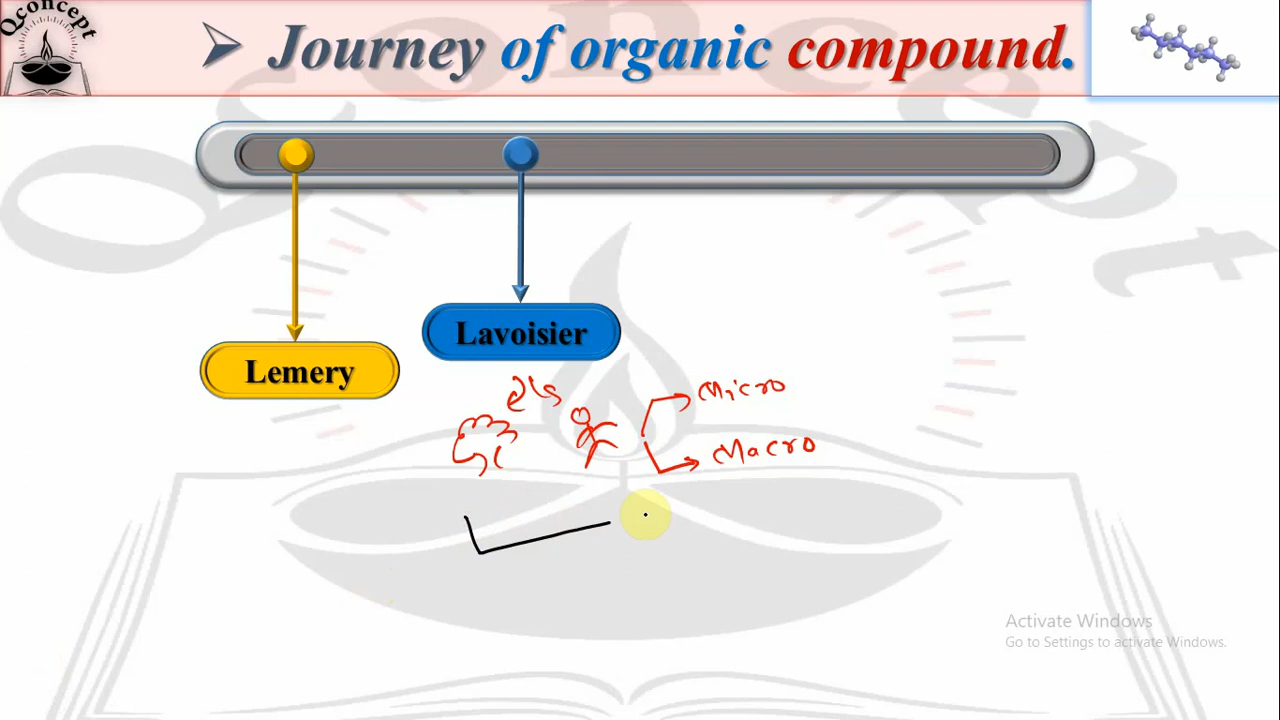 Qconcept
➢ Journey of organic compound.
Lavoisier
Lemery
Micro
Macro
Activate Windows
Go to Settings to activate Windows.